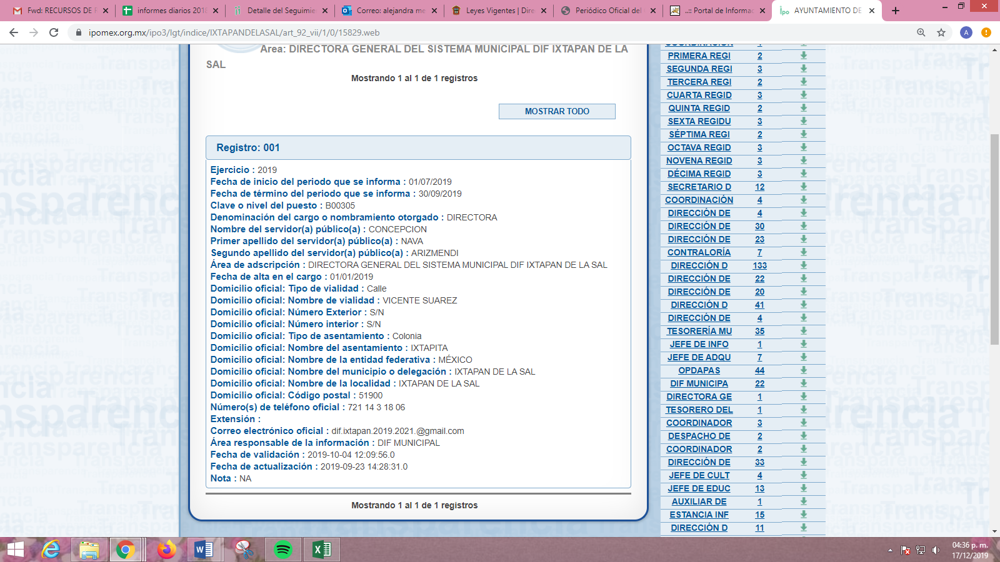 Fwd: RECURSOS DE F
informes diarios 2018
Detalle del Seguimie
Correo: alejandra me
Leyes Vigentes | Dire
Periódico Oficial del
..:: Portal de Informac
AYUNTAMIENTO DE
ipomex.org.mx/ipo3/lgt/indice/IXTAPANDELASAL/art_92_vii/1/0/15829.web
A
Area: DIRECTORA GENERAL DEL SISTEMA MUNICIPAL DIF IXTAPAN DE LA
SAL
Mostrando 1 al 1 de 1 registros
MOSTRAR TODO
Registro: 001
Ejercicio : 2019
Fecha de inicio del periodo que se informa : 01/07/2019
Fecha de término del periodo que se informa : 30/09/2019
Clave o nivel del puesto : B00305
Denominación del cargo o nombramiento otorgado : DIRECTORA
Nombre del servidor(a) público(a) : CONCEPCION
Primer apellido del servidor(a) público(a) : NAVA
Segundo apellido del servidor(a) público(a) : ARIZMENDI
Área de adscripción : DIRECTORA GENERAL DEL SISTEMA MUNICIPAL DIF IXTAPAN DE LA SAL
Fecha de alta en el cargo : 01/01/2019
Domicilio oficial: Tipo de vialidad : Calle
Domicilio oficial: Nombre de vialidad : VICENTE SUAREZ
Domicilio oficial: Número Exterior : S/N
Domicilio oficial: Número interior : S/N
Domicilio oficial: Tipo de asentamiento : Colonia
Domicilio oficial: Nombre del asentamiento : IXTAPITA
Domicilio oficial: Nombre de la entidad federativa : MÉXICO
Domicilio oficial: Nombre del municipio o delegación : IXTAPAN DE LA SAL
Domicilio oficial: Nombre de la localidad : IXTAPAN DE LA SAL
Domicilio oficial: Código postal : 51900
Número(s) de teléfono oficial : 721 14 3 18 06
Extensión :
Correo electrónico oficial : dif.ixtapan.2019.2021.@gmail.com
Área responsable de la información : DIF MUNICIPAL
Fecha de validación : 2019-10-04 12:09:56.0
Fecha de actualización : 2019-09-23 14:28:31.0
Nota : NA
Mostrando 1 al 1 de 1 registros
COORDINACIÓN 1
PRIMERA REGI 2
SEGUNDA REGI 3
TERCERA REGI 2
CUARTA REGID 3
QUINTA REGID 2
SEXTA REGIDU 3
SÉPTIMA REGI 2
OCTAVA REGID 3
NOVENA REGID 3
DÉCIMA REGID 3
SECRETARIO D 12
COORDINACIÓN 4
DIRECCIÓN DE 4
DIRECCIÓN DE 30
DIRECCIÓN DE 23
CONTRALORÍA 7
DIRECCIÓN D 133
DIRECCIÓN DE 22
DIRECCIÓN DE 20
DIRECCIÓN D 41
DIRECCIÓN DE 4
TESORERÍA MU 35
JEFE DE INFO 1
JEFE DE ADQU 7
OPDAPAS 44
DIF MUNICIPA 22
DIRECTORA GE 1
TESORERO DEL 1
COORDINADOR 3
DESPACHO DE 2
COORDINADOR 2
DIRECCIÓN DE 33
JEFE DE CULT 4
JEFE DE EDUC 13
AUXILIAR DE 1
ESTANCIA INF 15
DIRECCIÓN D 11
04:36 p. m.
17/12/2019